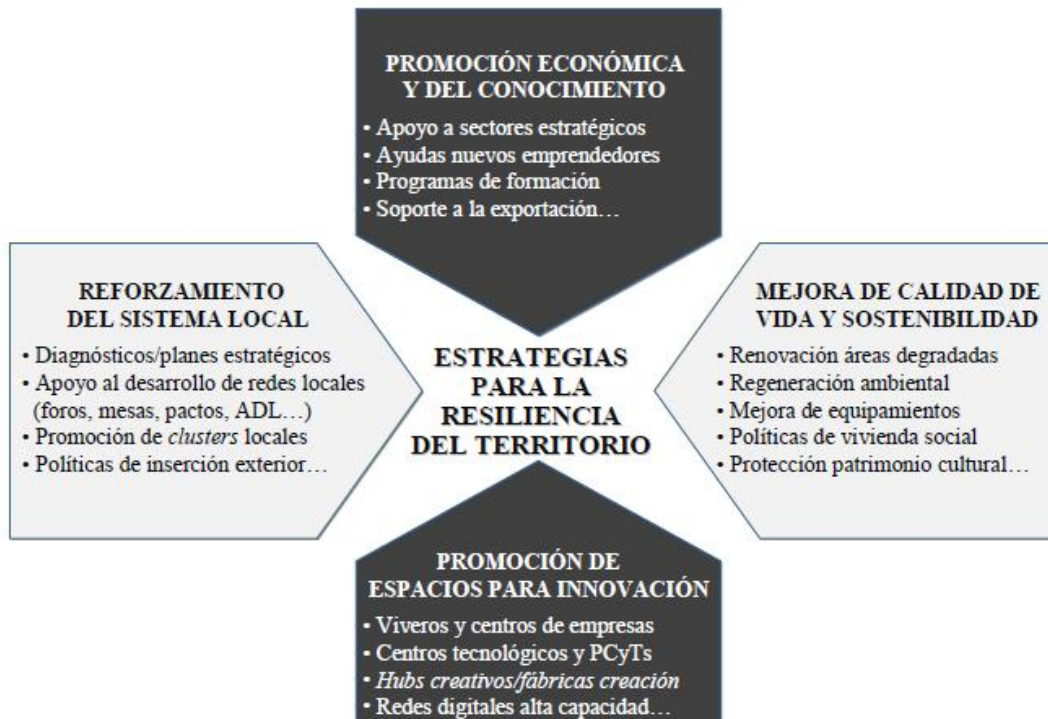 PROMOCIÓN ECONÓMICA
Y DEL CONOCIMIENTO
• Apoyo a sectores estratégicos
• Ayudas nuevos emprendedores
• Programas de formación
• Soporte a la exportación…
REFORZAMIENTO
DEL SISTEMA LOCAL
• Diagnósticos/planes estratégicos
• Apoyo al desarrollo de redes locales
(foros, mesas, pactos, ADL…)
• Promoción de clusters locales
• Políticas de inserción exterior…
ESTRATEGIAS
PARA LA
RESILIENCIA
DEL TERRITORIO
MEJORA DE CALIDAD DE
VIDA Y SOSTENIBILIDAD
• Renovación áreas degradadas
• Regeneración ambiental
• Mejora de equipamientos
• Políticas de vivienda social
• Protección patrimonio cultural…
PROMOCIÓN DE
ESPACIOS PARA INNOVACIÓN
• Viveros y centros de empresas
• Centros tecnológicos y PCyTs
• Hubs creativos/fábricas creación
• Redes digitales alta capacidad…